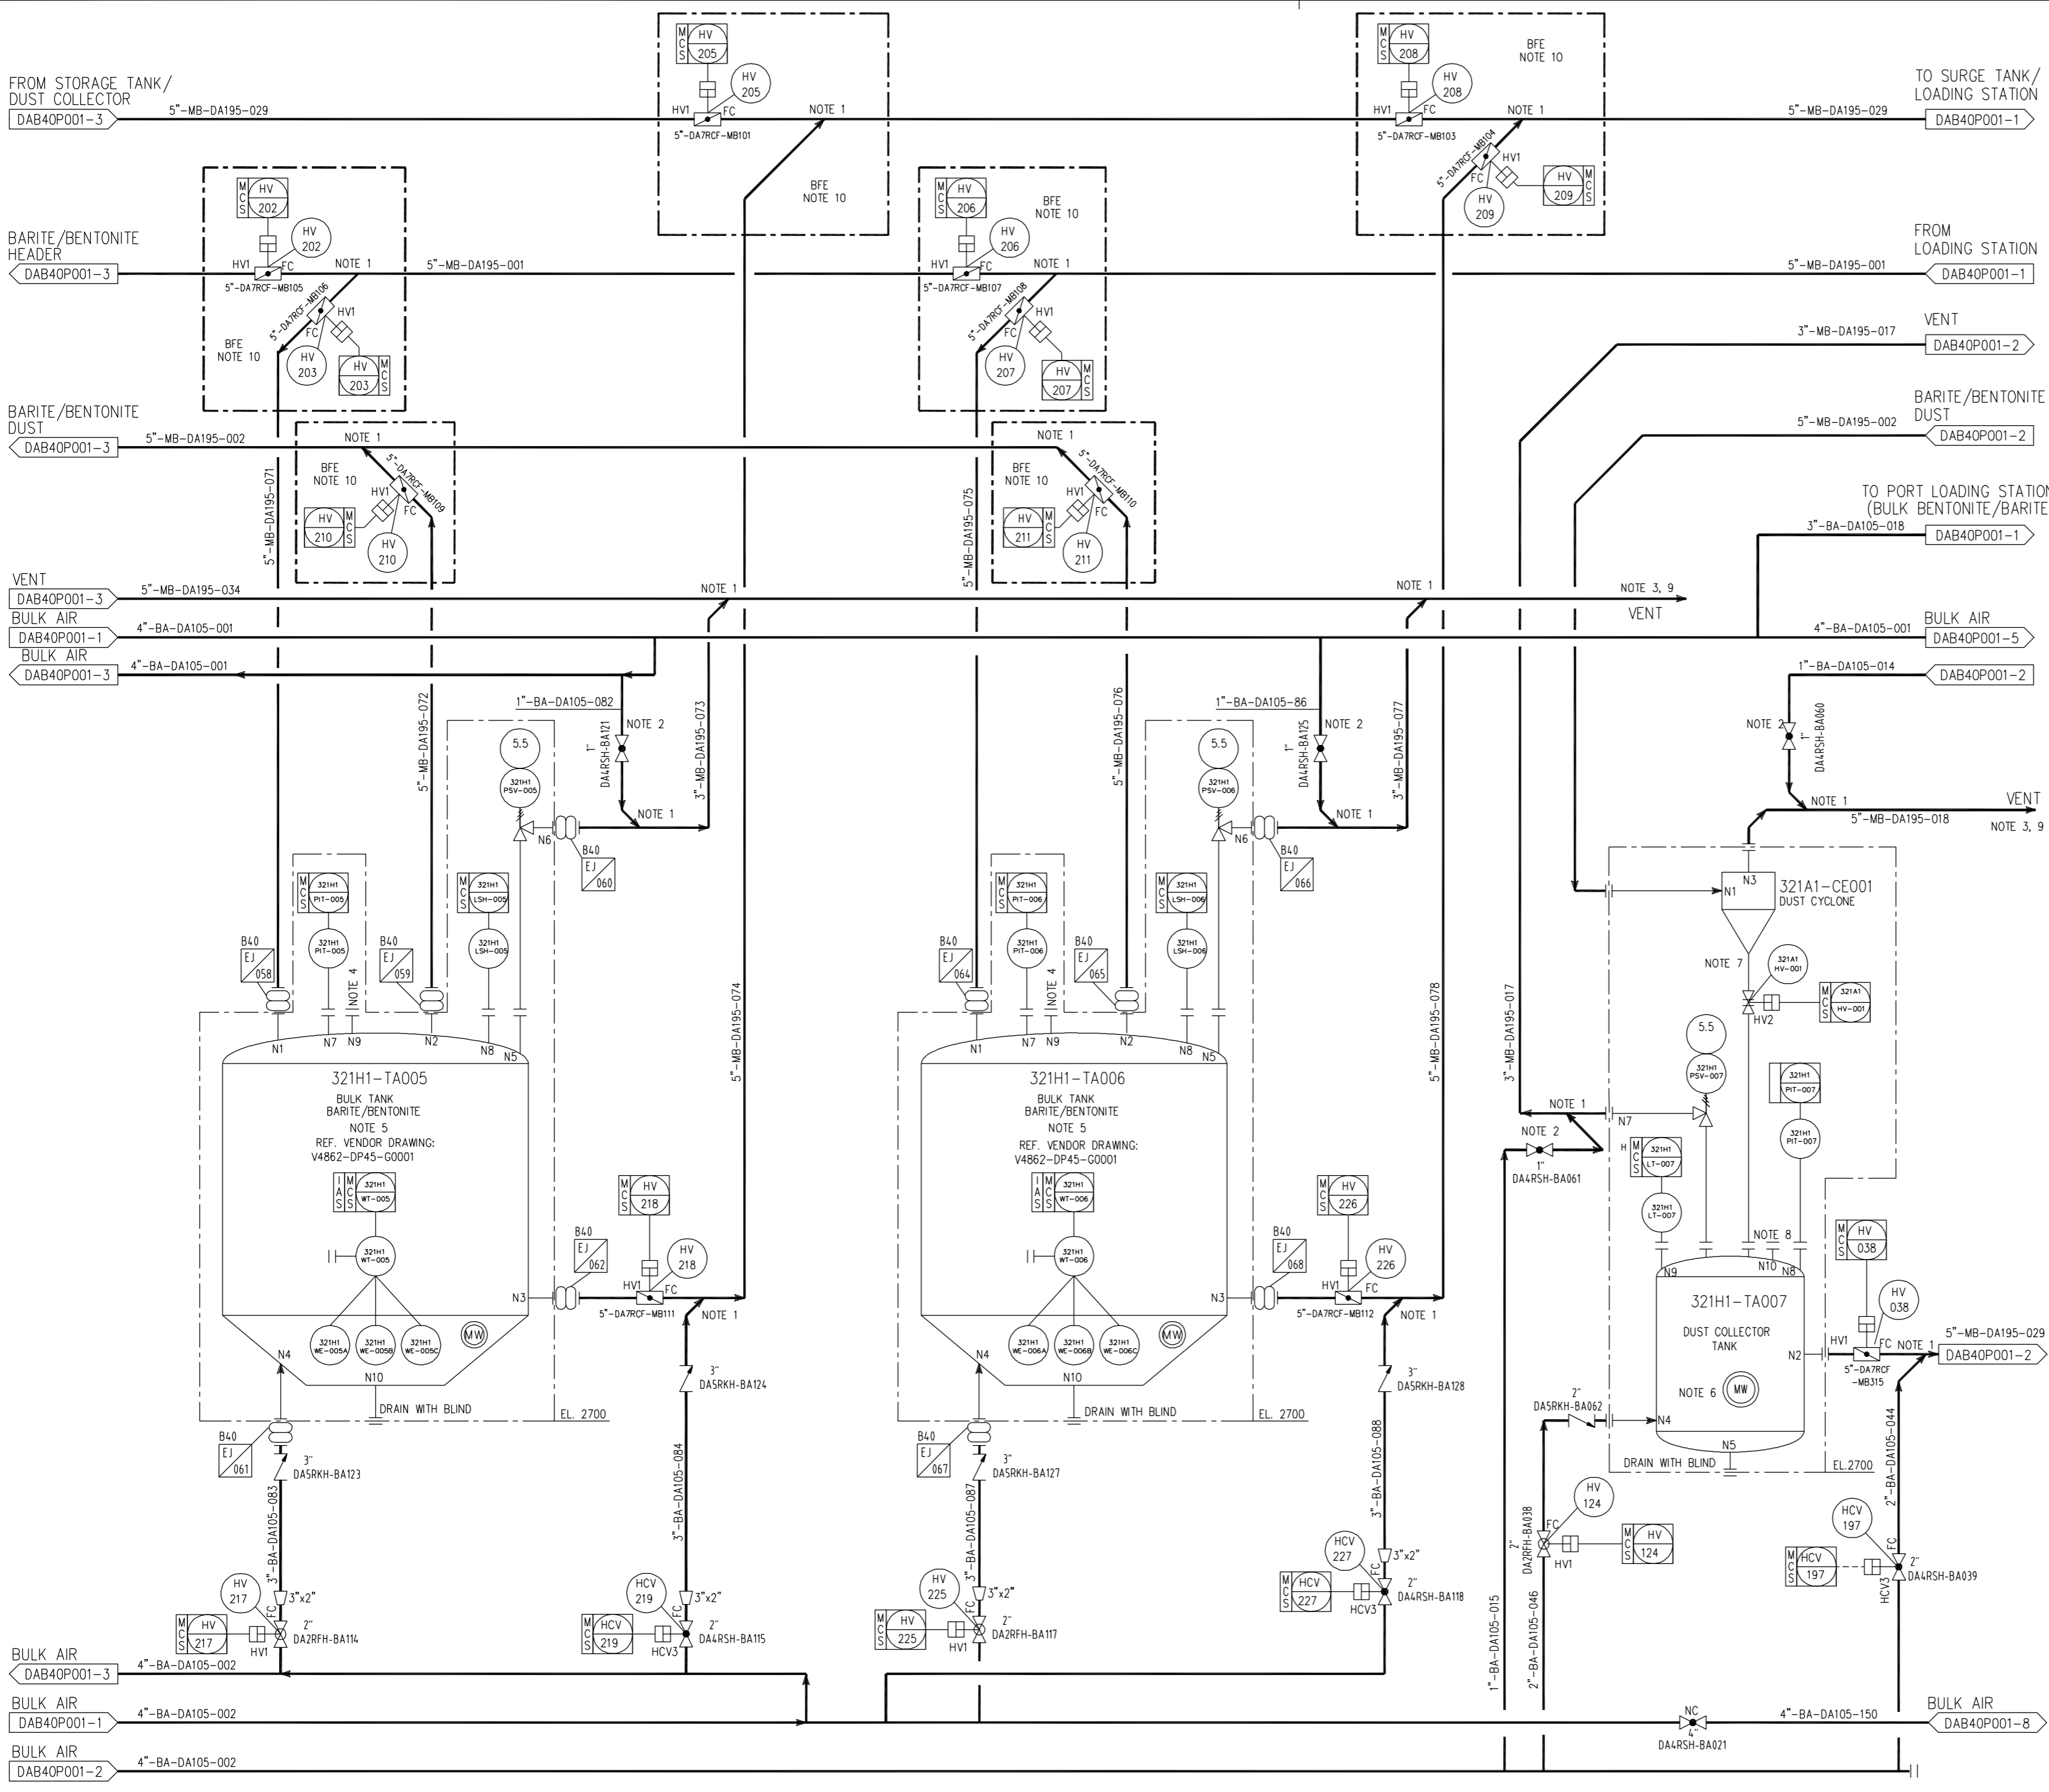 FROM STORAGE TANK/
DUST COLLECTOR
DAB40P001-3
5"-MB-DA195-029
M
C
S
HV
205
HV
205
HV1
FC
5"-DA7RCF-MB101
NOTE 1
BFE
NOTE 10
M
C
S
HV
208
HV
208
HV1
FC
5"-DA7RCF-MB103
BFE
NOTE 10
NOTE 1
5"-DA7RCF-MB104
HV1
FC
HV
209
HV
209
M
C
S
5"-MB-DA195-029
TO SURGE TANK/
LOADING STATION
DAB40P001-1
BARITE/BENTONITE
HEADER
DAB40P001-3
M
C
S
HV
202
HV
202
HV1
FC
5"-DA7RCF-MB105
NOTE 1
5"-DA7RCF-MB106
HV1
FC
BFE
NOTE 10
HV
203
HV
203
M
C
S
5"-MB-DA195-001
M
C
S
HV
206
HV
206
BFE
NOTE 10
HV1
FC
5"-DA7RCF-MB107
NOTE 1
5"-DA7RCF-MB108
HV1
FC
HV
207
HV
207
M
C
S
5"-MB-DA195-001
FROM
LOADING STATION
DAB40P001-1
3"-MB-DA195-017
VENT
DAB40P001-2
BARITE/BENTONITE
DUST
DAB40P001-3
5"-MB-DA195-002
NOTE 1
BFE
NOTE 10
5"-DA7RCF-MB109
HV1
FC
HV
210
M
C
S
HV
210
5"-MB-DA195-071
NOTE 1
BFE
NOTE 10
5"-DA7RCF-MB110
HV1
FC
HV
211
M
C
S
HV
211
5"-MB-DA195-075
5"-MB-DA195-002
BARITE/BENTONITE
DUST
DAB40P001-2
TO PORT LOADING STATION
(BULK BENTONITE/BARITE
3"-BA-DA105-018
DAB40P001-1
VENT
DAB40P001-3
5"-MB-DA195-034
NOTE 1
NOTE 1
NOTE 3, 9
VENT
BULK AIR
DAB40P001-1
4"-BA-DA105-001
4"-BA-DA105-001
BULK AIR
DAB40P001-5
BULK AIR
DAB40P001-3
4"-BA-DA105-001
1"-BA-DA105-014
DAB40P001-2
5"-MB-DA195-072
1"-BA-DA105-082
NOTE 2
1"
DA4RSH-BA121
3"-MB-DA195-073
NOTE 1
5.5
321H1
PSV-005
N6
B40
EJ
060
5"-MB-DA195-076
1"-BA-DA105-86
NOTE 2
1"
DA4RSH-BA125
3"-MB-DA195-077
NOTE 1
5.5
321H1
PSV-006
N6
B40
EJ
066
NOTE 2
1"
DA4RSH-BA060
NOTE 1
VENT
5"-MB-DA195-018
NOTE 3, 9
M
C
S
321H1
PIT-005
321H1
PIT-005
M
C
S
321H1
LSH-005
321H1
LSH-005
B40
EJ
058
B40
EJ
059
NOTE 4
N1
N7
N9
N2
N8
N5
321H1-TA005
BULK TANK
BARITE/BENTONITE
NOTE 5
REF. VENDOR DRAWING:
V4862-DP45-G0001
I
A
S
M
C
S
321H1
WT-005
321H1
WT-005
321H1
WE-005A
321H1
WE-005B
321H1
WE-005C
MW
N3
N4
N10
DRAIN WITH BLIND
EL. 2700
B40
EJ
062
M
C
S
HV
218
HV
218
HV1
FC
5"-DA7RCF-MB111
NOTE 1
5"-MB-DA195-074
3"
DA5RKH-BA124
3"-BA-DA105-084
B40
EJ
061
3"
DA5RKH-BA123
3"-BA-DA105-083
HV
217
FC
3"x2"
M
C
S
HV
217
HV1
2"
DA2RFH-BA114
HCV
219
FC
3"x2"
M
C
S
HCV
219
HCV3
2"
DA4RSH-BA115
M
C
S
321H1
PIT-006
321H1
PIT-006
M
C
S
321H1
LSH-006
321H1
LSH-006
B40
EJ
064
B40
EJ
065
NOTE 4
N1
N7
N9
N2
N8
N5
321H1-TA006
BULK TANK
BARITE/BENTONITE
NOTE 5
REF. VENDOR DRAWING:
V4862-DP45-G0001
I
A
S
M
C
S
321H1
WT-006
321H1
WT-006
321H1
WE-006A
321H1
WE-006B
321H1
WE-006C
MW
N3
N4
N10
DRAIN WITH BLIND
EL. 2700
B40
EJ
068
M
C
S
HV
226
HV
226
HV1
FC
5"-DA7RCF-MB112
NOTE 1
5"-MB-DA195-078
3"
DA5RKH-BA128
3"-BA-DA105-088
B40
EJ
067
3"
DA5RKH-BA127
3"-BA-DA105-087
HV
225
FC
3"x2"
M
C
S
HV
225
HV1
2"
DA2RFH-BA117
HCV
227
FC
3"x2"
M
C
S
HCV
227
HCV3
2"
DA4RSH-BA118
N3
N1
321A1-CE001
DUST CYCLONE
NOTE 7
321A1
HV-001
M
C
S
321A1
HV-001
HV2
5.5
321H1
PSV-007
321H1
PIT-007
321H1
PIT-007
3"-MB-DA195-017
NOTE 1
N7
NOTE 2
1"
DA4RSH-BA061
H
M
C
S
321H1
LT-007
321H1
LT-007
NOTE 8
N9
N10
N8
321H1-TA007
DUST COLLECTOR
TANK
NOTE 6
MW
N2
N4
N5
DRAIN WITH BLIND
EL.2700
M
C
S
HV
038
HV
038
HV1
FC
NOTE 1
5"-DA7RCF
-MB315
5"-MB-DA195-029
DAB40P001-2
2"
DA5RKH-BA062
HV
124
FC
2"
DA2RFH-BA038
HV1
M
C
S
HV
124
1"-BA-DA105-015
2"-BA-DA105-046
2"-BA-DA105-044
HCV
197
FC
M
C
S
HCV
197
HCV3
2"
DA4RSH-BA039
BULK AIR
DAB40P001-3
4"-BA-DA105-002
BULK AIR
DAB40P001-1
4"-BA-DA105-002
NC
4"
DA4RSH-BA021
4"-BA-DA105-150
BULK AIR
DAB40P001-8
BULK AIR
DAB40P001-2
4"-BA-DA105-002